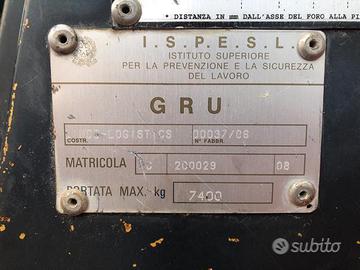 * DISTANZA IN mm DALL'ASSE DEL FORO ALLA
I.S.P.E.S.L.
ISTITUTO SUPERIORE
PER LA PREVENZIONE E LA SICUREZZA
DEL LAVORO
GRU
-LOGISTICS 00037/08
COSTR. N° FABBR.
MATRICOLA 200029 08
PORTATA MAX. kg 7400
subito